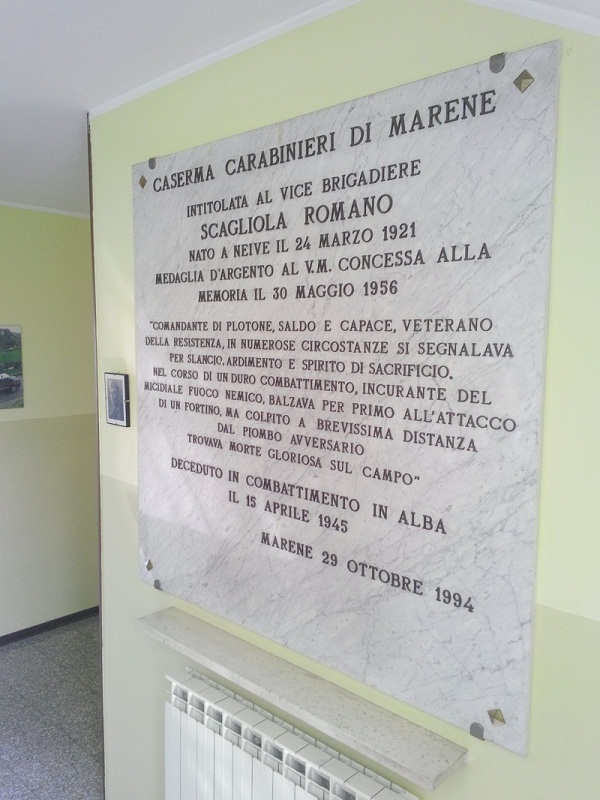 CASERMA CARABINIERI DI MARENE
INTITOLATA AL VICE BRIGADIERE
SCAGLIOLA ROMANO
NATO A NEIVE IL 24 MARZO 1921
MEDAGLIA D'ARGENTO AL V.M. CONCESSA ALLA
MEMORIA IL 30 MAGGIO 1956
"COMANDANTE DI PLOTONE, SALDO E CAPACE, VETERANO
DELLA RESISTENZA, IN NUMEROSE CIRCOSTANZE SI SEGNALAVA
PER SLANCIO, ARDIMENTO E SPIRITO DI SACRIFICIO.
NEL CORSO DI UN DURO COMBATTIMENTO, INCURANTE DEL
MICIDIALE FUOCO NEMICO, BALZAVA PER PRIMO ALL'ATTACCO
DI UN FORTINO, MA COLPITO A BREVISSIMA DISTANZA
DAL PIOMBO AVVERSARIO
TROVAVA MORTE GLORIOSA SUL CAMPO"
DECEDUTO IN COMBATTIMENTO IN ALBA
IL 15 APRILE 1945
MARENE 29 OTTOBRE 1994